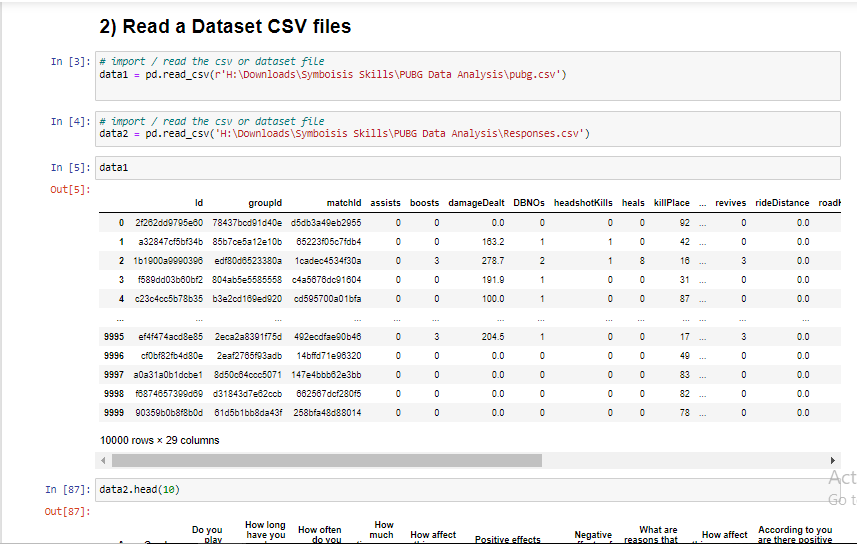 2) Read a Dataset CSV files
In [3]: # import / read the csv or dataset file
data1 = pd.read_csv(r'H:\Downloads\Symboisis Skills\PUBG Data Analysis\pubg.csv')
In [4]: # import / read the csv or dataset file
data2 = pd.read_csv('H:\Downloads\Symboisis Skills\PUBG Data Analysis\Responses.csv')
In [5]: data1
Out[5]:
Id groupId matchId assists boosts damageDealt DBNOs headshotKills heals killPlace ... revives rideDistance
0 2f262dd9795e60 78437bcd91d40e d5db3a49eb2955 0 0 0.0 0 0 0 92 ... 0 0.0
1 a32847cf5bf34b 85b7ce5a12e10b 65223f05c7fdb4 0 0 163.2 1 1 0 42 ... 0 0.0
2 1b1900a9990396 edf80d6523380a 1cadec4534f30a 0 3 278.7 2 1 8 16 ... 3 0.0
3 f589dd03b60bf2 804ab5e5585558 c4a5676dc91604 0 0 191.9 1 0 0 31 ... 0 0.0
4 c23c4cc5b78b35 b3e2cd169ed920 cd595700a01bfa 0 0 100.0 1 0 0 87 ... 0 0.0
... ... ... ... ... ... ... ... ... ... ... ... ... ...
9995 ef4f474acd8e85 2eca2a8391f75d 492ecdfae90b46 0 3 204.5 1 0 0 17 ... 3 0.0
9996 cf0bf82fb4d80e 2eaf2765f93adb 14bffd71e96320 0 0 0.0 0 0 0 49 ... 0 0.0
9997 a0a31a0b1dcbe1 8d50c64ccc5071 147e4bbb62e3bb 0 0 0.0 0 0 0 83 ... 0 0.0
9998 f6874657399d69 d31843d7e62ccb 662567dcf280f5 0 0 0.0 0 0 0 82 ... 0 0.0
9999 90359b0b8f8b0d 61d5b1bb8da43f 258bfa48d88014 0 0 0.0 0 0 0 78 ... 0 0.0
10000 rows × 29 columns
In [87]: data2.head(10)
Out[87]:
Do you play
How long have you
How often do you
How much
How affect
Positive effects
Negative
What are reasons that
How affect
According to you are there positive